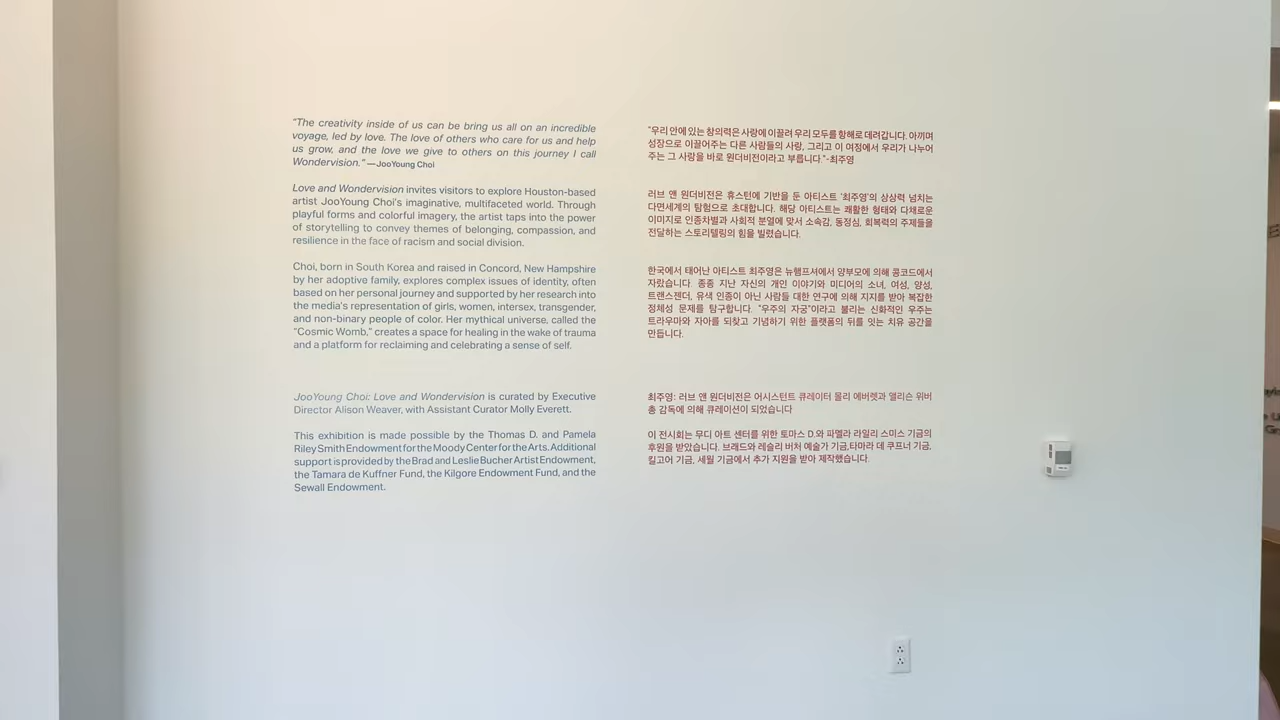 "The creativity inside of us can be bring us all on an incredible
voyage, led by love. The love of others who care for us and help
us grow, and the love we give to others on this journey I call
Wondervision." — JooYoung Choi
Love and Wondervision invites visitors to explore Houston-based
artist JooYoung Choi's imaginative, multifaceted world. Through
playful forms and colorful imagery, the artist taps into the power
of storytelling to convey themes of belonging, compassion, and
resilience in the face of racism and social division.
Choi, born in South Korea and raised in Concord, New Hampshire
by her adoptive family, explores complex issues of identity, often
based on her personal journey and supported by her research into
the media's representation of girls, women, intersex, transgender,
and non-binary people of color. Her mythical universe, called the
"Cosmic Womb," creates a space for healing in the wake of trauma
and a platform for reclaiming and celebrating a sense of self.
JooYoung Choi: Love and Wondervision is curated by Executive
Director Alison Weaver, with Assistant Curator Molly Everett.
This exhibition is made possible by the Thomas D. and Pamela
Riley Smith Endowment for the Moody Center for the Arts. Additional
support is provided by the Brad and Leslie Bucher Artist Endowment,
the Tamara de Kuffner Fund, the Kilgore Endowment Fund, and the
Sewall Endowment.
"우리 안에 있는 창의력은 사랑에 이끌려 우리 모두를 항해로 데려갑니다. 아끼며
성장으로 이끌어주는 다른 사람들의 사랑, 그리고 이 여정에서 우리가 나누어
주는 그 사랑을 바로 원더비전이라고 부릅니다."-최주영
러브 앤 원더비전은 휴스턴에 기반을 둔 아티스트 '최주영'의 상상력 넘치는
다면세계의 탐험으로 초대합니다. 해당 아티스트는 쾌활한 형태와 다채로운
이미지로 인종차별과 사회적 분열에 맞서 소속감, 동정심, 회복력의 주제들을
전달하는 스토리텔링의 힘을 빌렸습니다.
한국에서 태어난 아티스트 최주영은 뉴햄프셔에서 양부모에 의해 콩코드에서
자랐습니다. 종종 지난 자신의 개인 이야기와 미디어의 소녀, 여성, 양성,
트랜스젠더, 유색 인종이 아닌 사람들 대한 연구에 의해 지지를 받아 복잡한
정체성 문제를 탐구합니다. "우주의 자궁"이라고 불리는 신화적인 우주는
트라우마와 자아를 되찾고 기념하기 위한 플랫폼의 뒤를 잇는 치유 공간을
만듭니다.
최주영: 러브 앤 원더비전은 어시스턴트 큐레이터 몰리 에버렛과 앨리슨 위버
총 감독에 의해 큐레이션이 되었습니다
이 전시회는 무디 아트 센터를 위한 토마스 D.와 파멜라 라일리 스미스 기금의
후원을 받았습니다. 브래드와 레슬리 버처 예술가 기금,타마라 데 쿠프너 기금,
킬고어 기금, 세월 기금에서 추가 지원을 받아 제작했습니다.